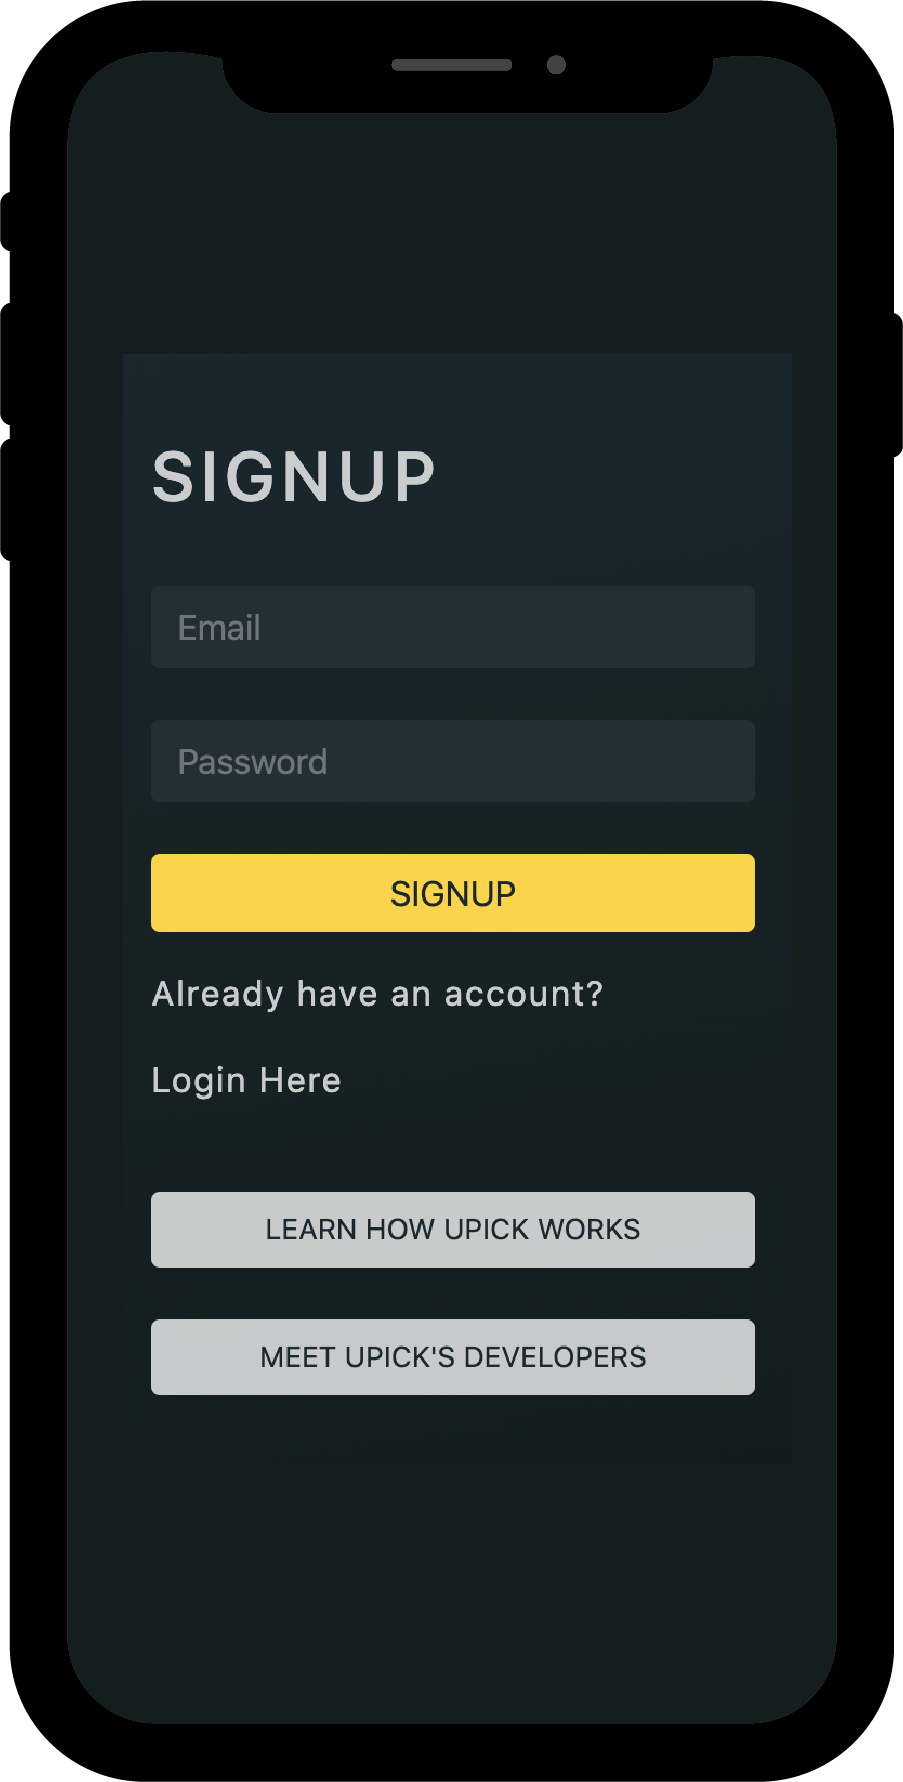 SIGNUP
Email
Password
SIGNUP
Already have an account?
Login Here
LEARN HOW UPICK WORKS
MEET UPICK'S DEVELOPERS